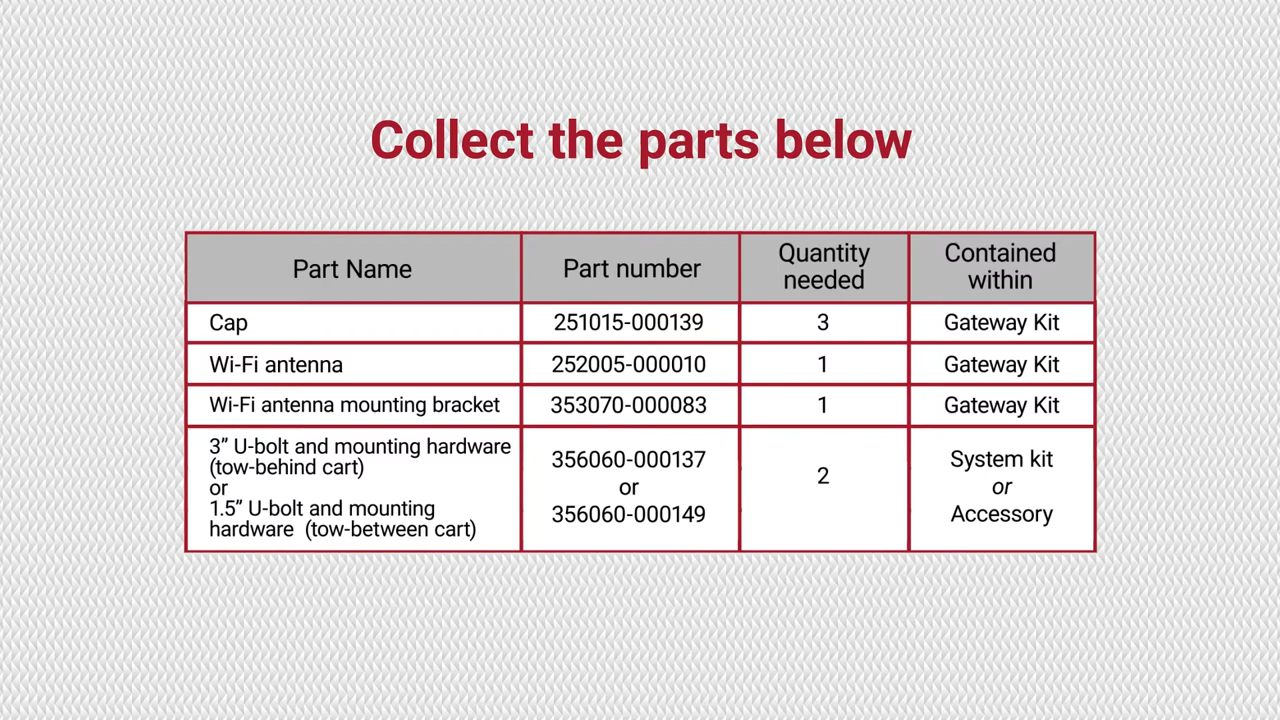 Collect the parts below
Part Name
Part number
Quantity
needed
Contained
within
Cap
251015-000139
3
Gateway Kit
Wi-Fi antenna
252005-000010
1
Gateway Kit
Wi-Fi antenna mounting bracket
353070-000083
1
Gateway Kit
3” U-bolt and mounting hardware
(tow-behind cart)
or
1.5” U-bolt and mounting
hardware (tow-between cart)
356060-000137
or
356060-000149
2
System kit
or
Accessory